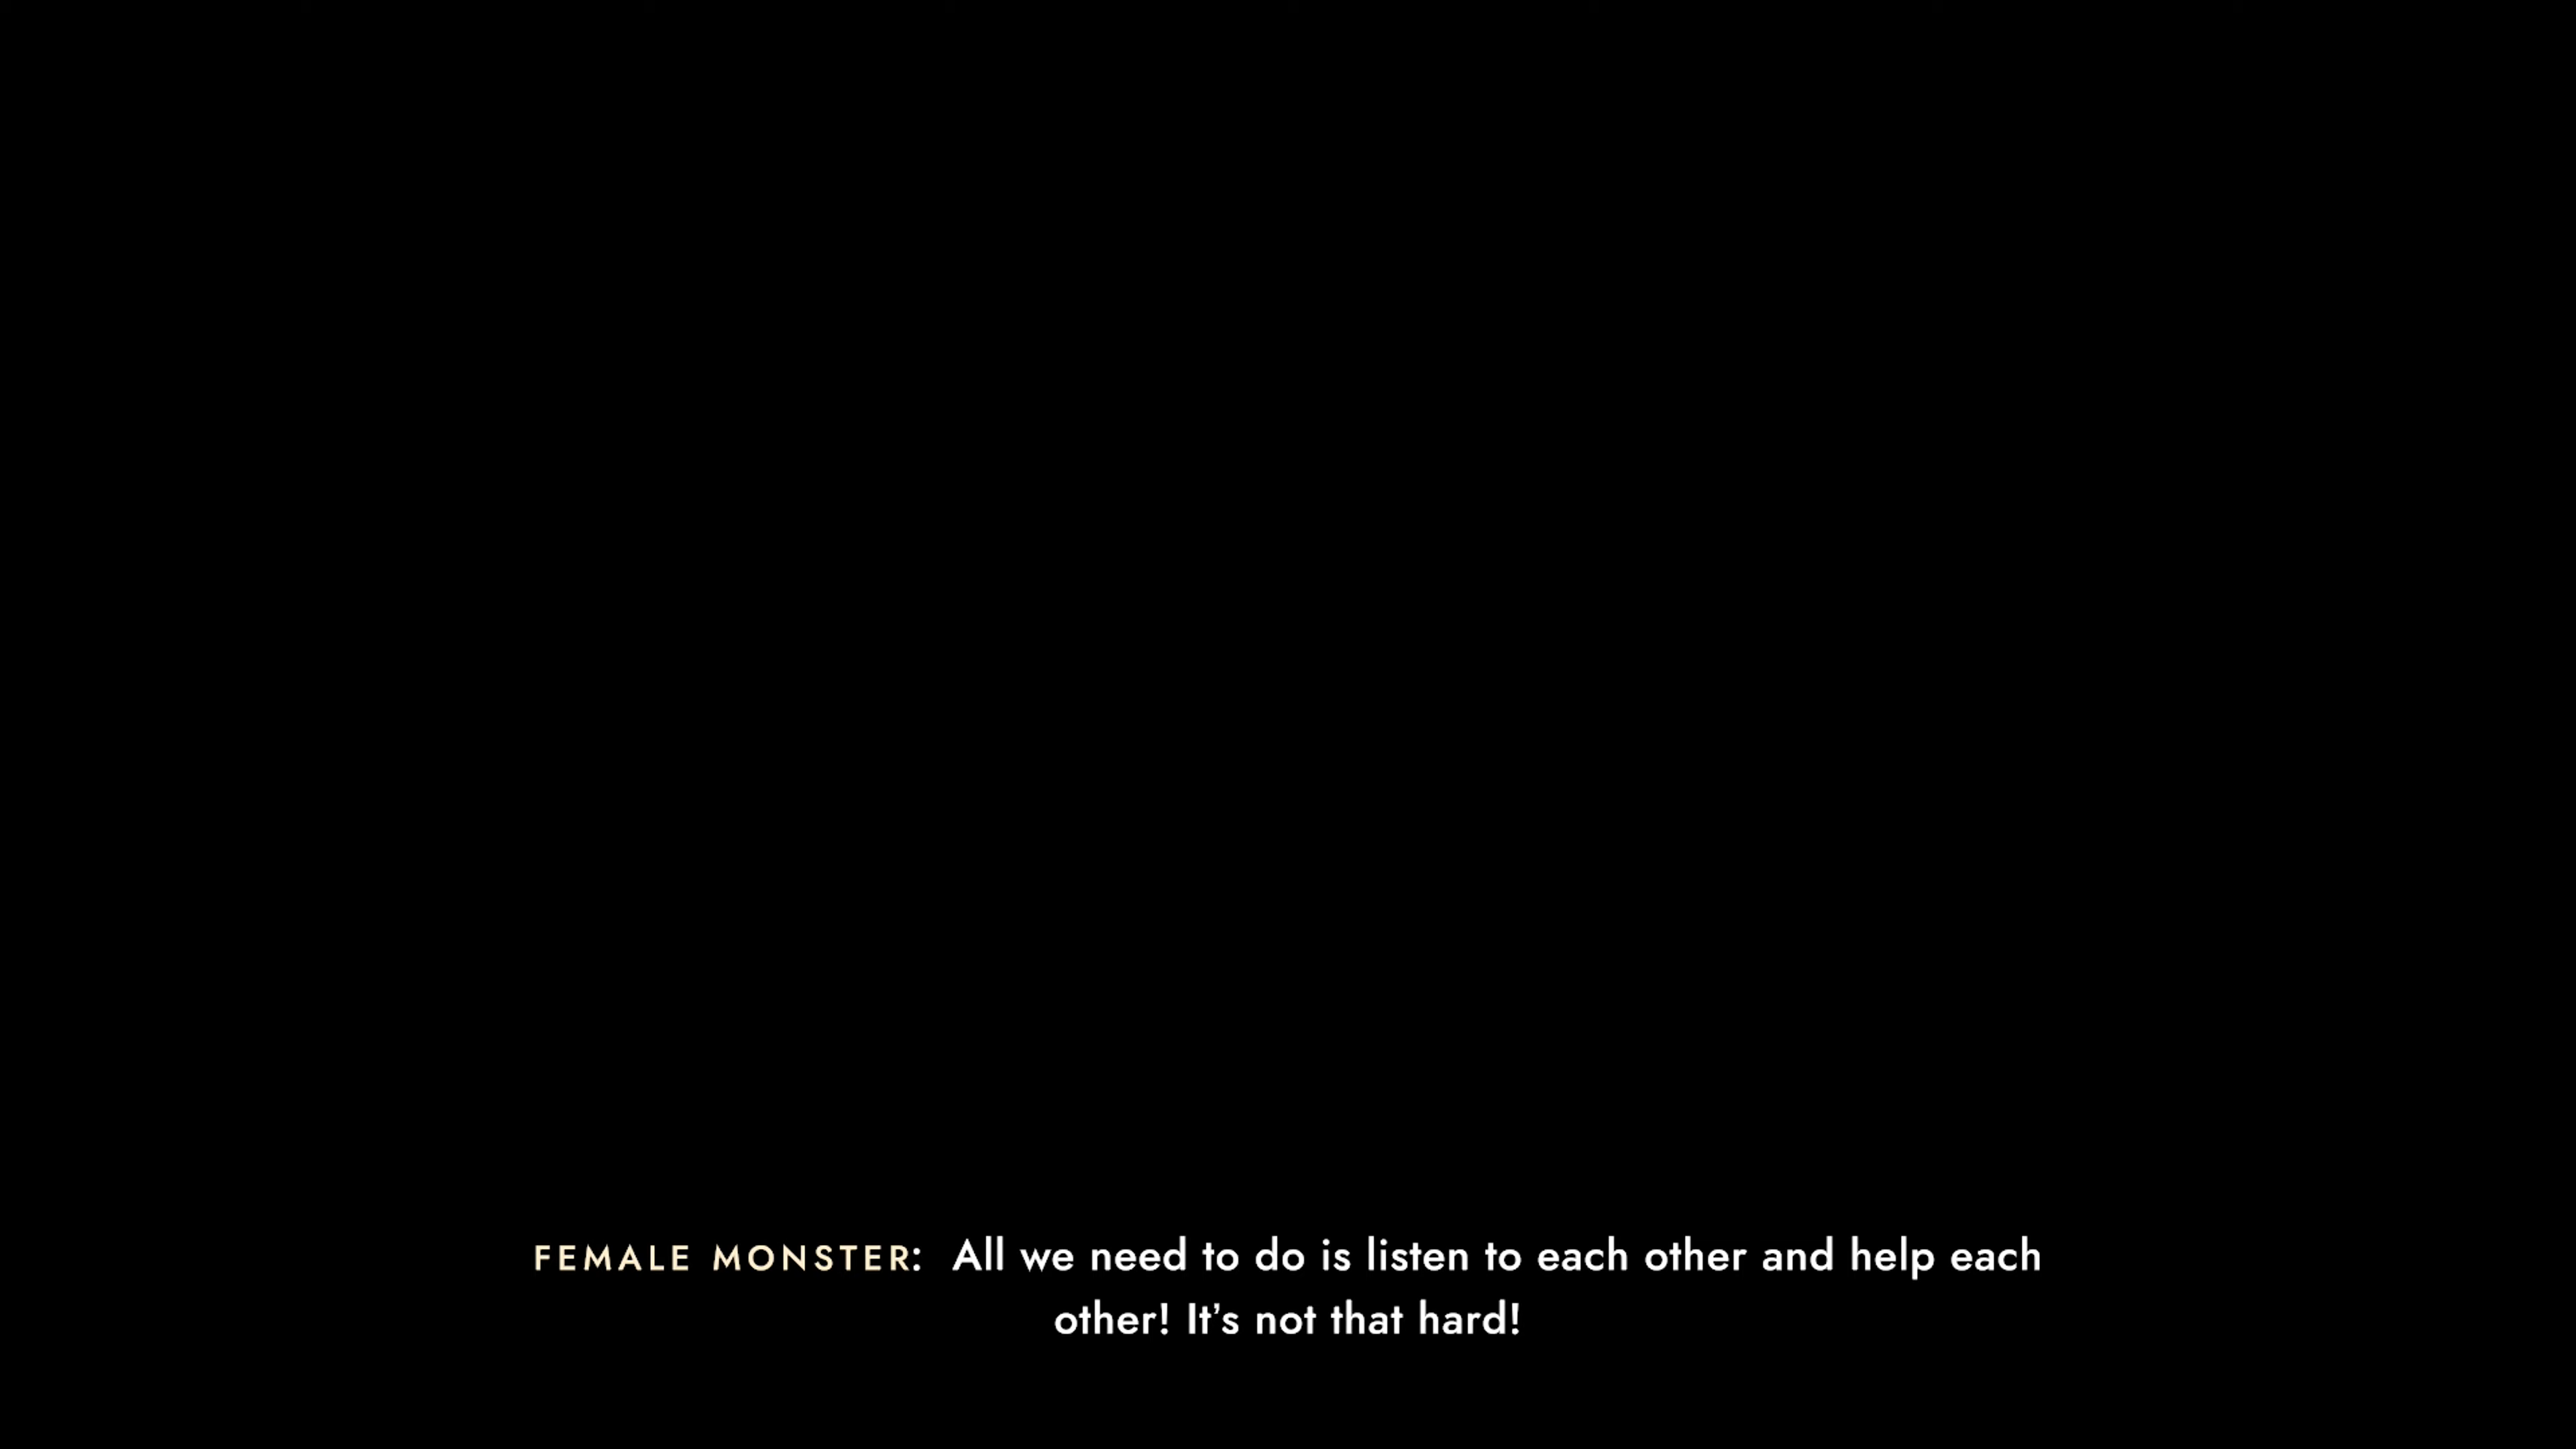 FEMALE MONSTER: All we need to do is listen to each other and help each
other! It’s not that hard!